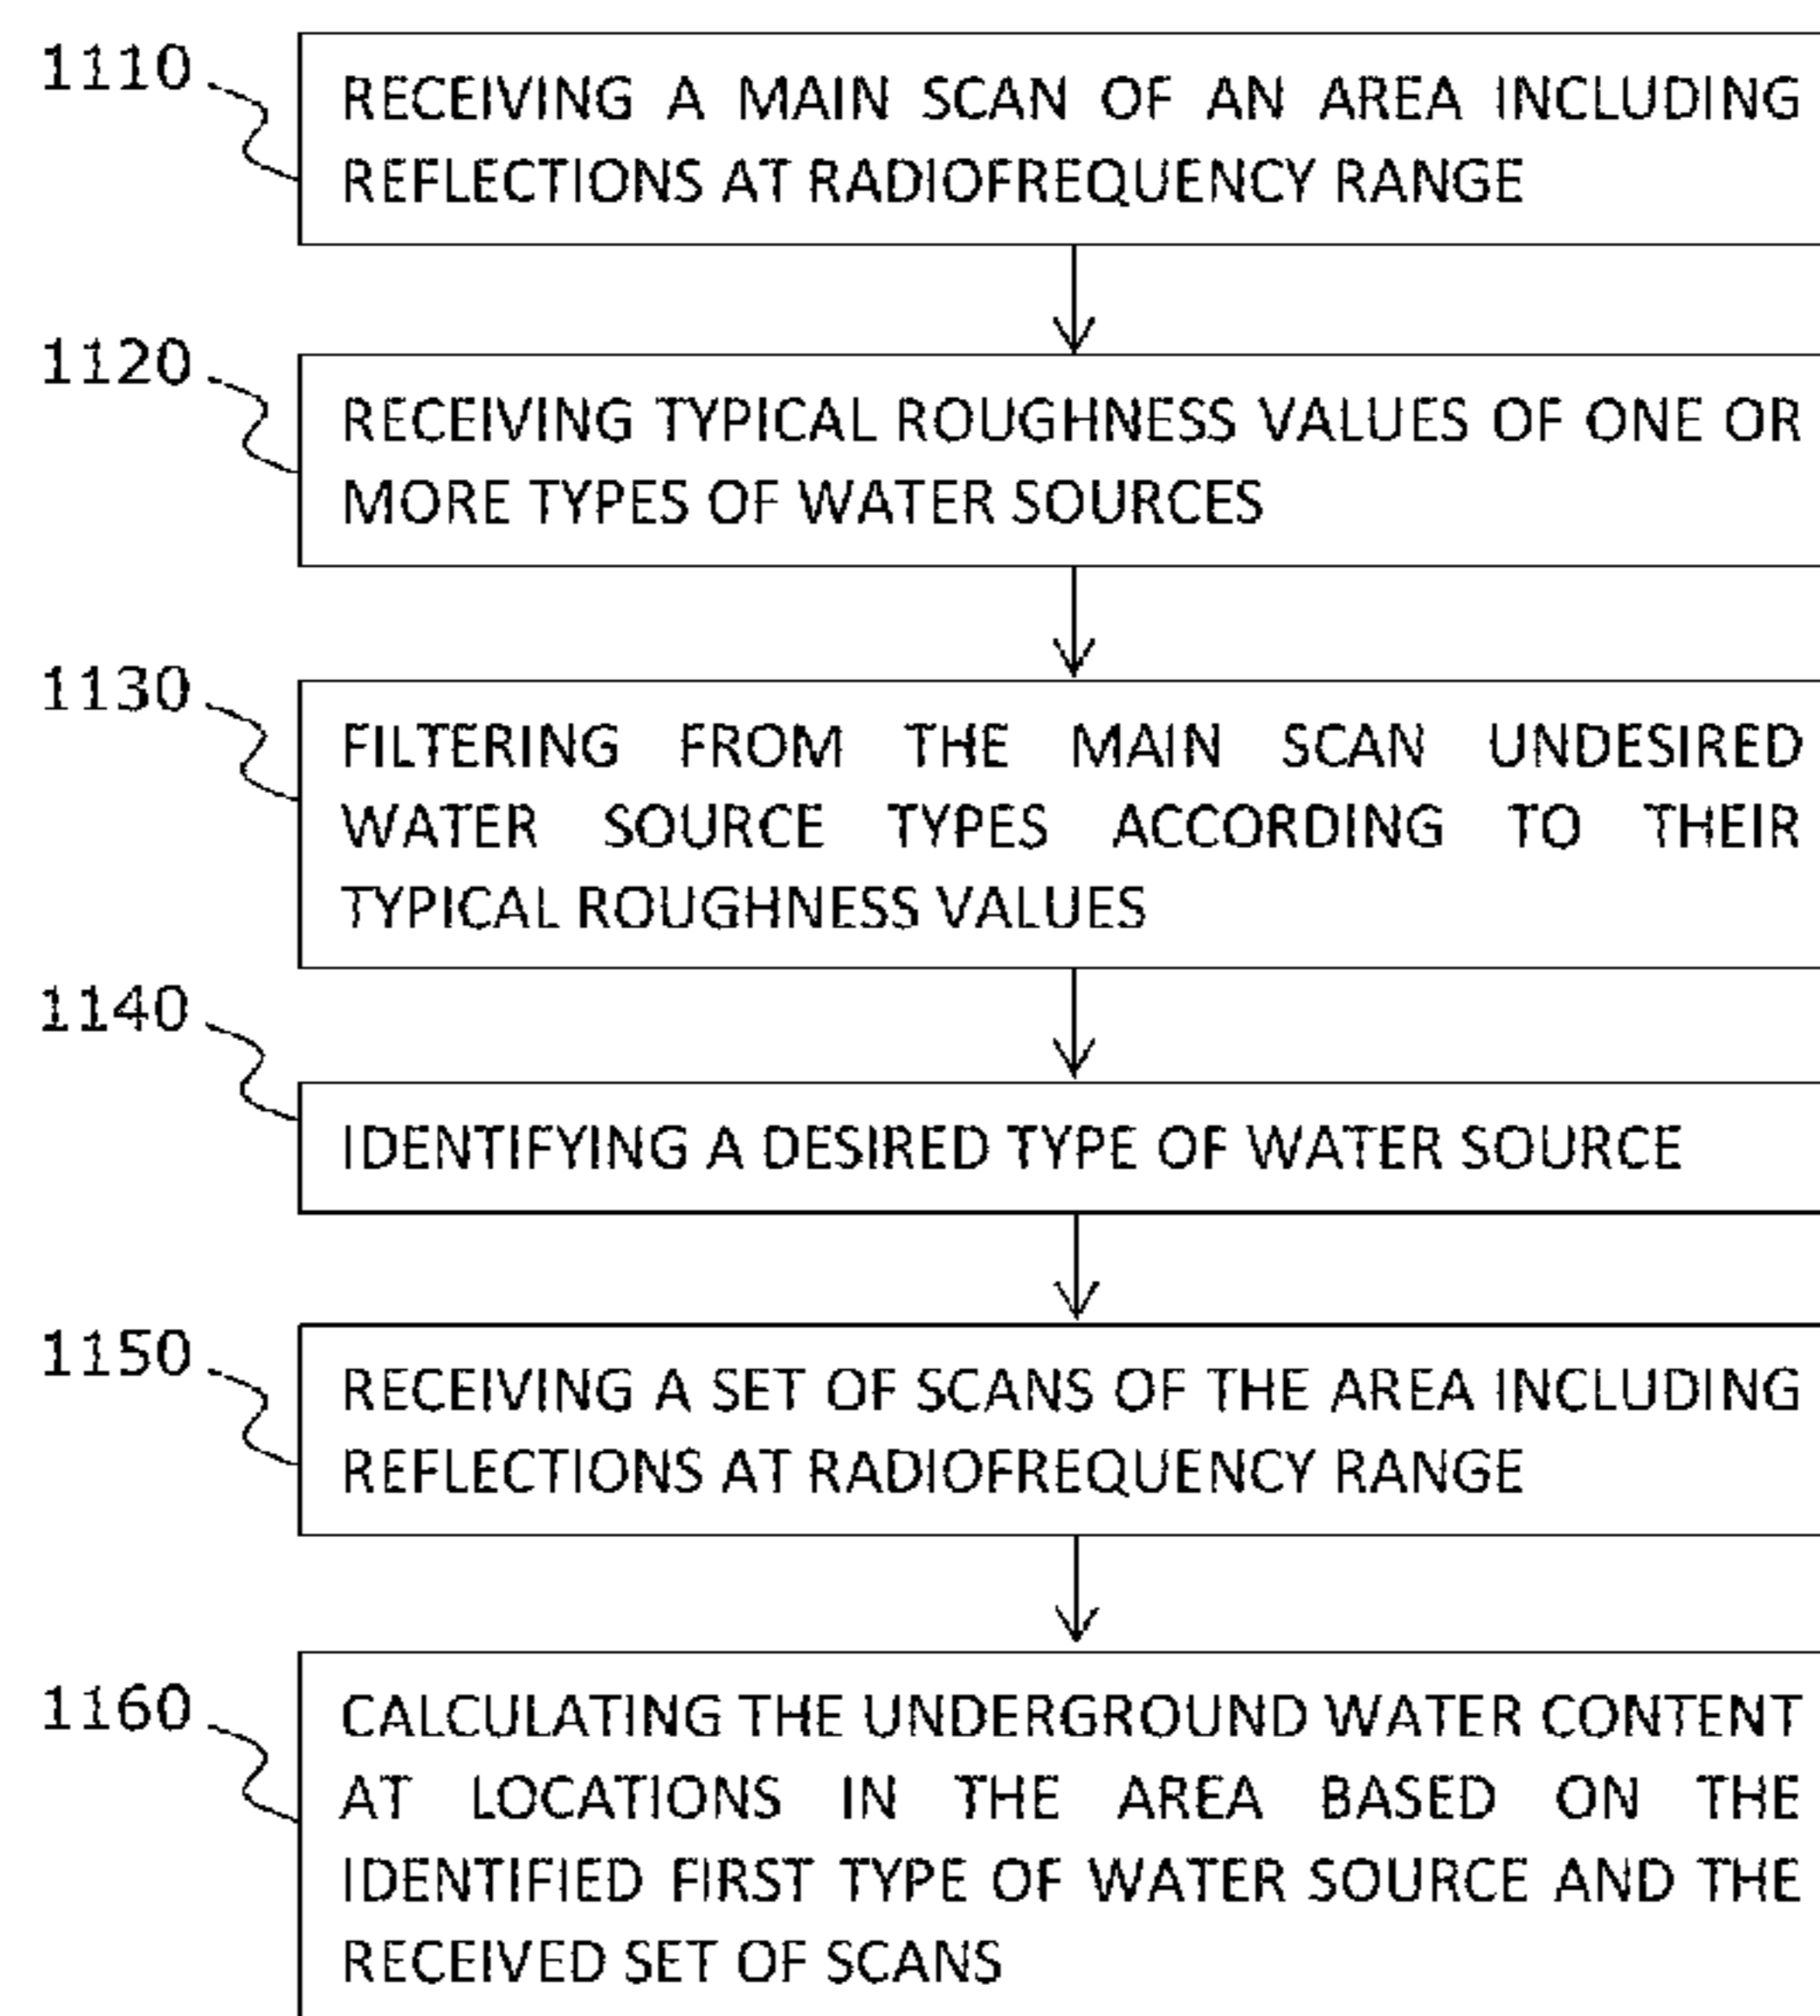 1110
RECEIVING A MAIN SCAN OF AN AREA INCLUDING
REFLECTIONS AT RADIOFREQUENCY RANGE
1120
RECEIVING TYPICAL ROUGHNESS VALUES OF ONE OR
MORE TYPES OF WATER SOURCES
1130
FILTERING FROM THE MAIN SCAN UNDESIRED
WATER SOURCE TYPES ACCORDING TO THEIR
TYPICAL ROUGHNESS VALUES
1140
IDENTIFYING A DESIRED TYPE OF WATER SOURCE
1150
RECEIVING A SET OF SCANS OF THE AREA INCLUDING
REFLECTIONS AT RADIOFREQUENCY RANGE
1160
CALCULATING THE UNDERGROUND WATER CONTENT
AT LOCATIONS IN THE AREA BASED ON THE
IDENTIFIED FIRST TYPE OF WATER SOURCE AND THE
RECEIVED SET OF SCANS